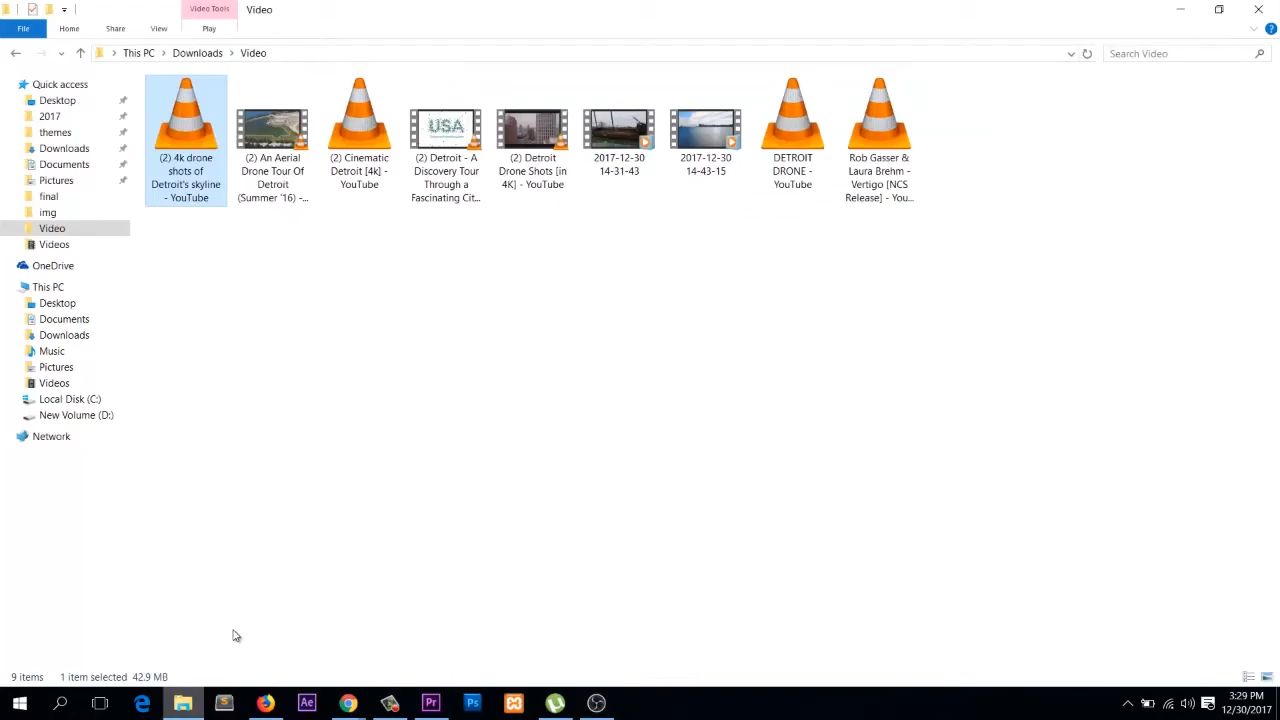 Video Tools
Video
File
Home
Share
View
Play
This PC
Downloads
Video
Search Video
Quick access
Desktop
2017
themes
Downloads
Documents
Pictures
final
img
Video
Videos
OneDrive
This PC
Desktop
Documents
Downloads
Music
Pictures
Videos
Local Disk (C:)
New Volume (D:)
Network
(2) 4k drone
shots of
Detroit's skyline
- YouTube
(2) An Aerial
Drone Tour Of
Detroit
(Summer '16) -...
(2) Cinematic
Detroit [4k] -
YouTube
USA
(2) Detroit - A
Discovery Tour
Through a
Fascinating Cit...
(2) Detroit
Drone Shots [in
4K] - YouTube
2017-12-30
14-31-43
2017-12-30
14-43-15
DETROIT
DRONE -
YouTube
Rob Gasser &
Laura Brehm -
Vertigo [NCS
Release] - You...
9 items
1 item selected
42.9 MB
Ae
Pr
Ps
3:29 PM
12/30/2017